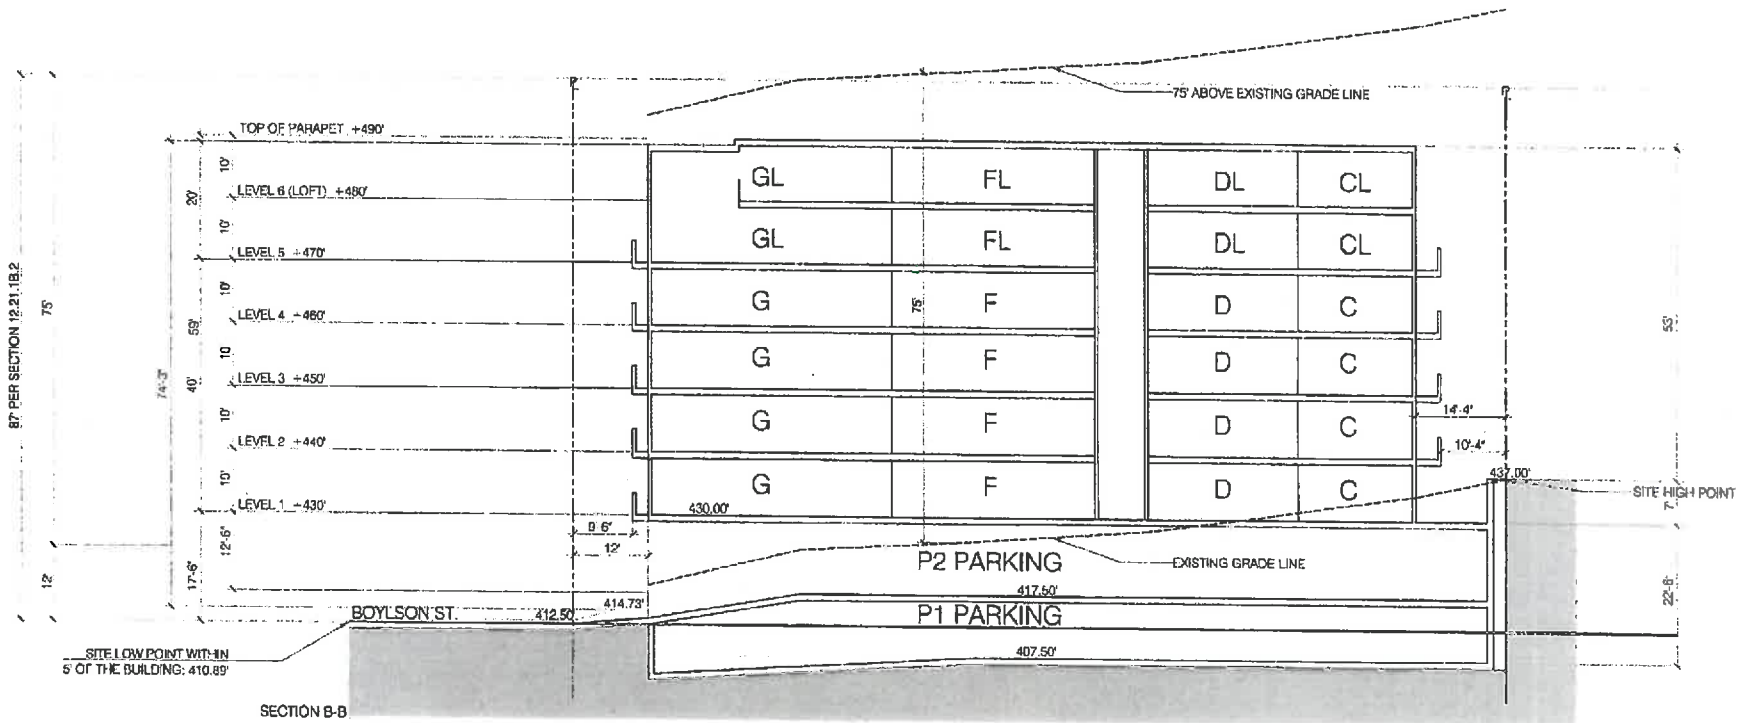 75' ABOVE EXISTING GRADE LINE
TOP OF PARAPET +490'
10'
LEVEL 6 (LOFT) +480'
20'
10'
LEVEL 5 +470'
10'
LEVEL 4 +460'
59'
10'
LEVEL 3 +450'
40'
10'
LEVEL 2 +440'
10'
LEVEL 1 +430'
87' PER SECTION 12.21.1B.2
75'
12'
74'-3"
12'-6"
17'-6"
GL FL DL CL
GL FL DL CL
G F D C
G F D C
G F D C
G F D C
75'
53'
14'-4"
10'-4"
437.00'
SITE HIGH POINT
7'
22'-6"
430.00'
9'-6"
12'
P2 PARKING
EXISTING GRADE LINE
417.50'
414.73'
BOYLSON ST.
412.50'
P1 PARKING
407.50'
SITE LOW POINT WITHIN
5' OF THE BUILDING: 410.89'
SECTION B-B